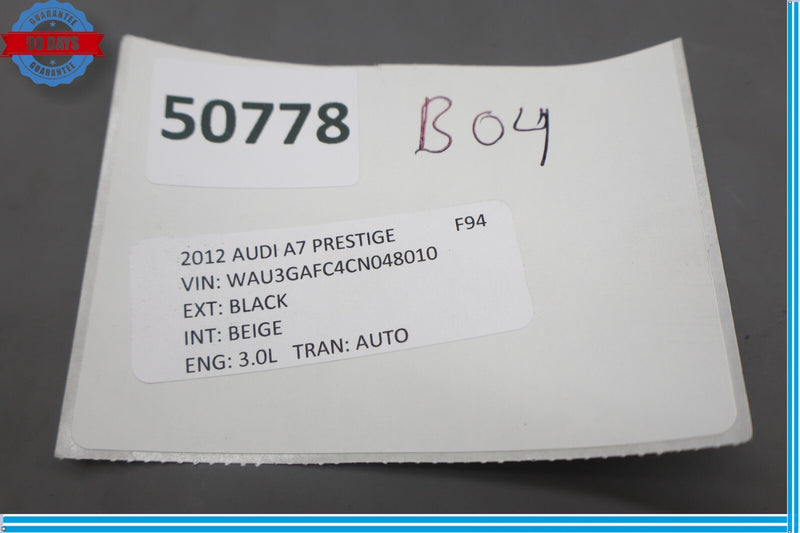 GUARANTEE
90 DAYS
GUARANTEE
50778
B04
2012 AUDI A7 PRESTIGE F94
VIN: WAU3GAFC4CN048010
EXT: BLACK
INT: BEIGE
ENG: 3.0L TRAN: AUTO